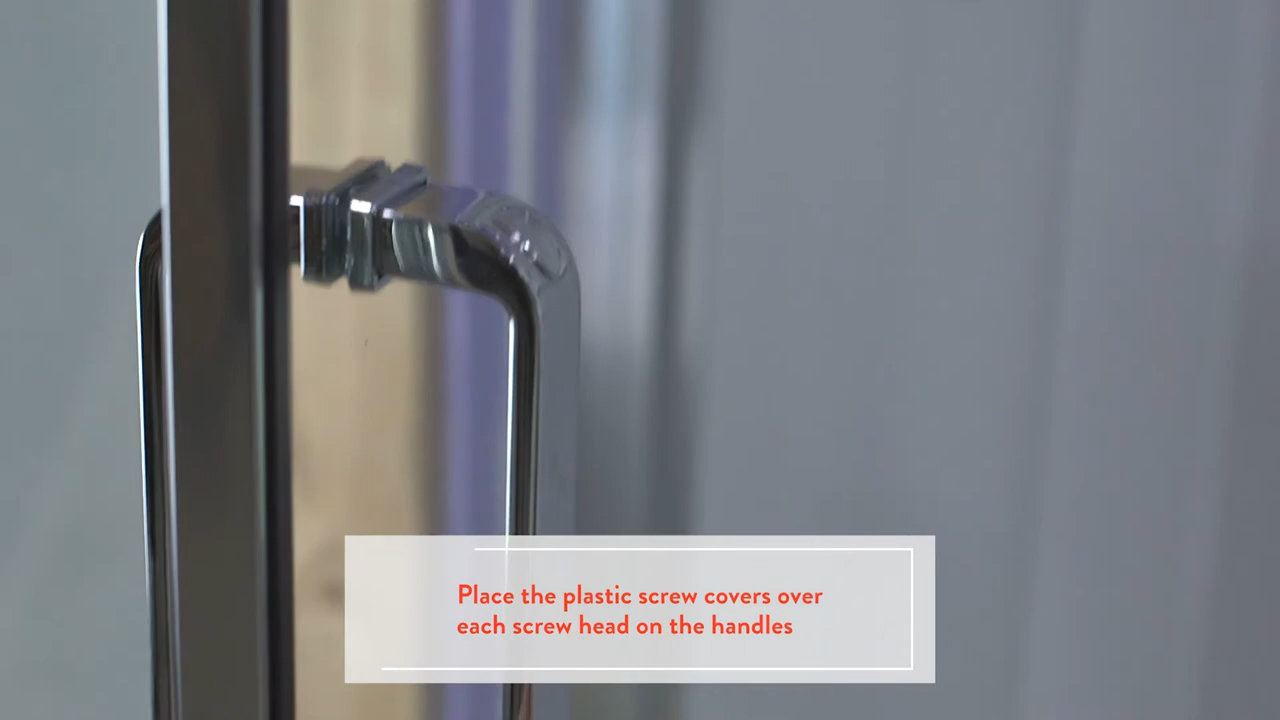 Place the plastic screw covers over
each screw head on the handles